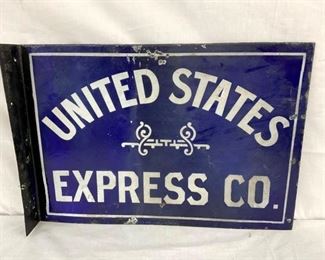 UNITED STATES
EXPRESS CO.